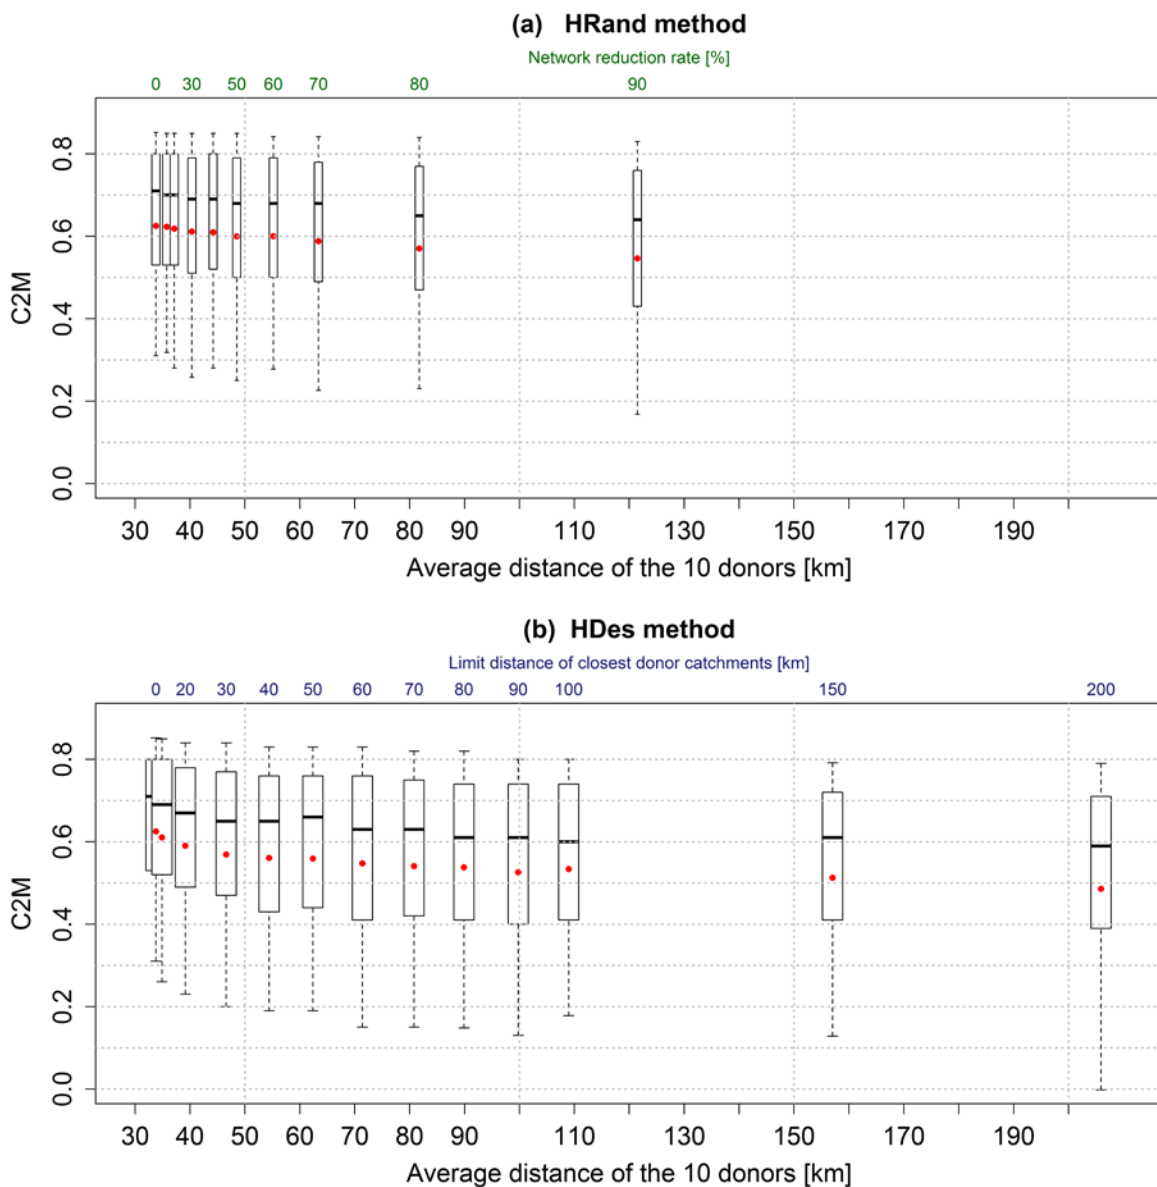 (a) HRand method
Network reduction rate [%]
0 30 50 60 70 80 90
C2M
0.8
0.6
0.4
0.2
0.0
30 40 50 60 70 80 90 110 130 150 170 190
Average distance of the 10 donors [km]
(b) HDes method
Limit distance of closest donor catchments [km]
0 20 30 40 50 60 70 80 90 100 150 200
C2M
0.8
0.6
0.4
0.2
0.0
30 40 50 60 70 80 90 110 130 150 170 190
Average distance of the 10 donors [km]